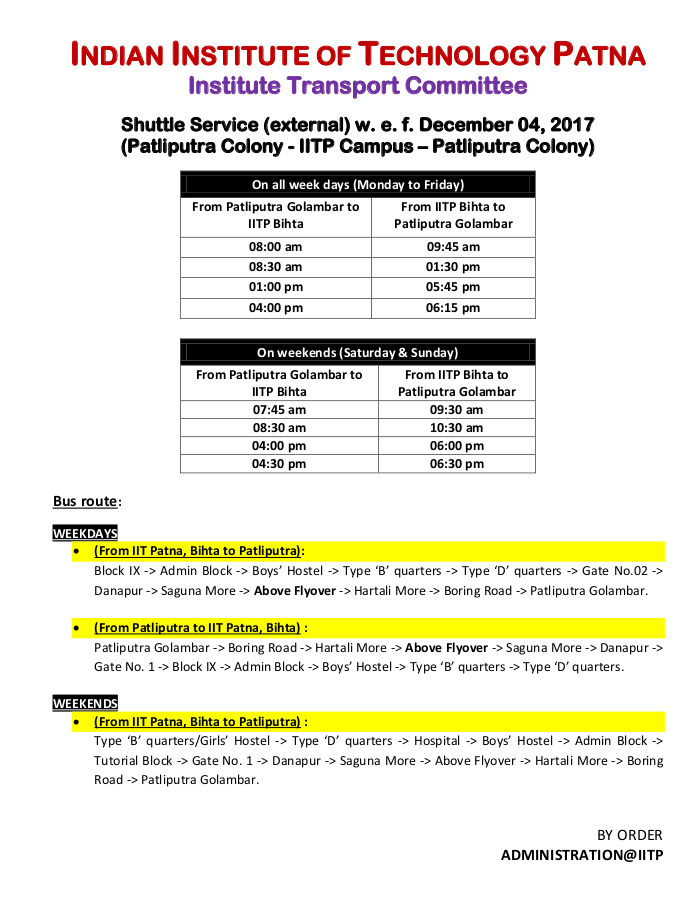 INDIAN INSTITUTE OF TECHNOLOGY PATNA
Institute Transport Committee
Shuttle Service (external) w. e. f. December 04, 2017
(Patliputra Colony - IITP Campus – Patliputra Colony)
On all week days (Monday to Friday)
From Patliputra Golambar to IITP Bihta | From IITP Bihta to Patliputra Golambar
08:00 am | 09:45 am
08:30 am | 01:30 pm
01:00 pm | 05:45 pm
04:00 pm | 06:15 pm
On weekends (Saturday & Sunday)
From Patliputra Golambar to IITP Bihta | From IITP Bihta to Patliputra Golambar
07:45 am | 09:30 am
08:30 am | 10:30 am
04:00 pm | 06:00 pm
04:30 pm | 06:30 pm
Bus route:
WEEKDAYS
• (From IIT Patna, Bihta to Patliputra):
Block IX -> Admin Block -> Boys’ Hostel -> Type ‘B’ quarters -> Type ‘D’ quarters -> Gate No.02 ->
Danapur -> Saguna More -> Above Flyover -> Hartali More -> Boring Road -> Patliputra Golambar.
• (From Patliputra to IIT Patna, Bihta) :
Patliputra Golambar -> Boring Road -> Hartali More -> Above Flyover -> Saguna More -> Danapur ->
Gate No. 1 -> Block IX -> Admin Block -> Boys’ Hostel -> Type ‘B’ quarters -> Type ‘D’ quarters.
WEEKENDS
• (From IIT Patna, Bihta to Patliputra) :
Type ‘B’ quarters/Girls’ Hostel -> Type ‘D’ quarters -> Hospital -> Boys’ Hostel -> Admin Block ->
Tutorial Block -> Gate No. 1 -> Danapur -> Saguna More -> Above Flyover -> Hartali More -> Boring
Road -> Patliputra Golambar.
BY ORDER
ADMINISTRATION@IITP